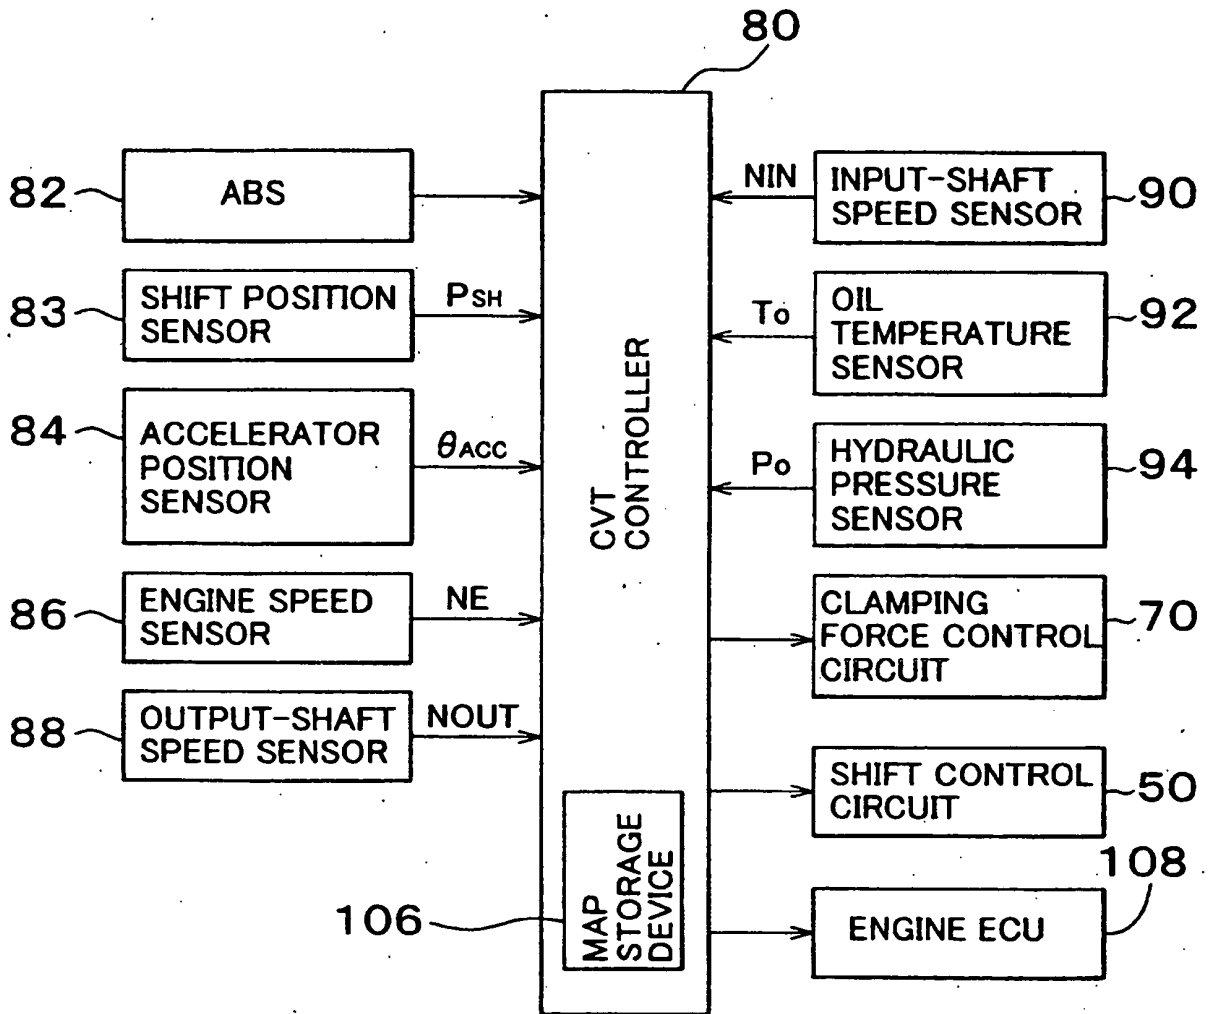 80
82
ABS
83
SHIFT POSITION
SENSOR
PSH
84
ACCELERATOR
POSITION
SENSOR
θACC
86
ENGINE SPEED
SENSOR
NE
88
OUTPUT-SHAFT
SPEED SENSOR
NOUT
CVT
CONTROLLER
106
MAP
STORAGE
DEVICE
NIN
INPUT-SHAFT
SPEED SENSOR
90
To
OIL
TEMPERATURE
SENSOR
92
Po
HYDRAULIC
PRESSURE
SENSOR
94
CLAMPING
FORCE CONTROL
CIRCUIT
70
SHIFT CONTROL
CIRCUIT
50
108
ENGINE ECU